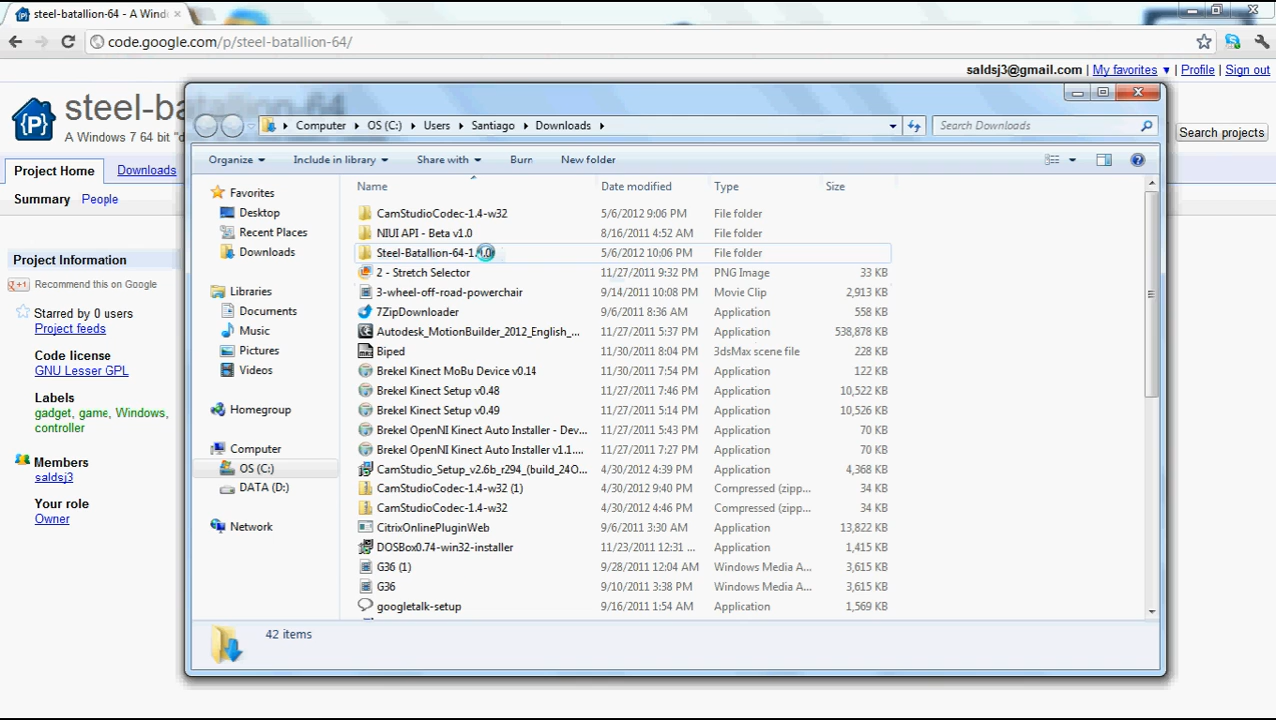 steel-batallion-64 - A Wind
code.google.com/p/steel-batallion-64/
saldsj3@gmail.com | My favorites ▼ | Profile | Sign out
steel-batallion-64
A Windows 7 64 bit "d
Search projects
Project Home Downloads
Summary People
Project Information
+1 Recommend this on Google
Starred by 0 users
Project feeds
Code license
GNU Lesser GPL
Labels
gadget, game, Windows,
controller
Members
saldsj3
Your role
Owner
Computer OS (C:) Users Santiago Downloads
Search Downloads
Organize Include in library Share with Burn New folder
Favorites
Desktop
Recent Places
Downloads
Libraries
Documents
Music
Pictures
Videos
Homegroup
Computer
OS (C:)
DATA (D:)
Network
Name Date modified Type Size
CamStudioCodec-1.4-w32 5/6/2012 9:06 PM File folder
NIUI API - Beta v1.0 8/16/2011 4:52 AM File folder
Steel-Batallion-64-1. 5/6/2012 10:06 PM File folder
2 - Stretch Selector 11/27/2011 9:32 PM PNG Image 33 KB
3-wheel-off-road-powerchair 9/14/2011 10:08 PM Movie Clip 2,913 KB
7ZipDownloader 9/6/2011 8:36 AM Application 558 KB
Autodesk_MotionBuilder_2012_English_... 11/27/2011 5:37 PM Application 538,878 KB
Biped 11/30/2011 8:04 PM 3dsMax scene file 228 KB
Brekel Kinect MoBu Device v0.14 11/30/2011 7:54 PM Application 122 KB
Brekel Kinect Setup v0.48 11/27/2011 7:46 PM Application 10,522 KB
Brekel Kinect Setup v0.49 11/27/2011 5:14 PM Application 10,526 KB
Brekel OpenNI Kinect Auto Installer - Dev... 11/27/2011 5:43 PM Application 70 KB
Brekel OpenNI Kinect Auto Installer v1.1.... 11/27/2011 7:27 PM Application 70 KB
CamStudio_Setup_v2.6b_r294_(build_24O... 4/30/2012 4:39 PM Application 4,368 KB
CamStudioCodec-1.4-w32 (1) 4/30/2012 9:40 PM Compressed (zipp... 34 KB
CamStudioCodec-1.4-w32 4/30/2012 4:46 PM Compressed (zipp... 34 KB
CitrixOnlinePluginWeb 9/6/2011 3:30 AM Application 13,822 KB
DOSBox0.74-win32-installer 11/23/2011 12:31 ... Application 1,415 KB
G36 (1) 9/28/2011 12:04 AM Windows Media A... 3,615 KB
G36 9/10/2011 3:38 PM Windows Media A... 3,615 KB
googletalk-setup 9/16/2011 1:54 AM Application 1,569 KB
42 items